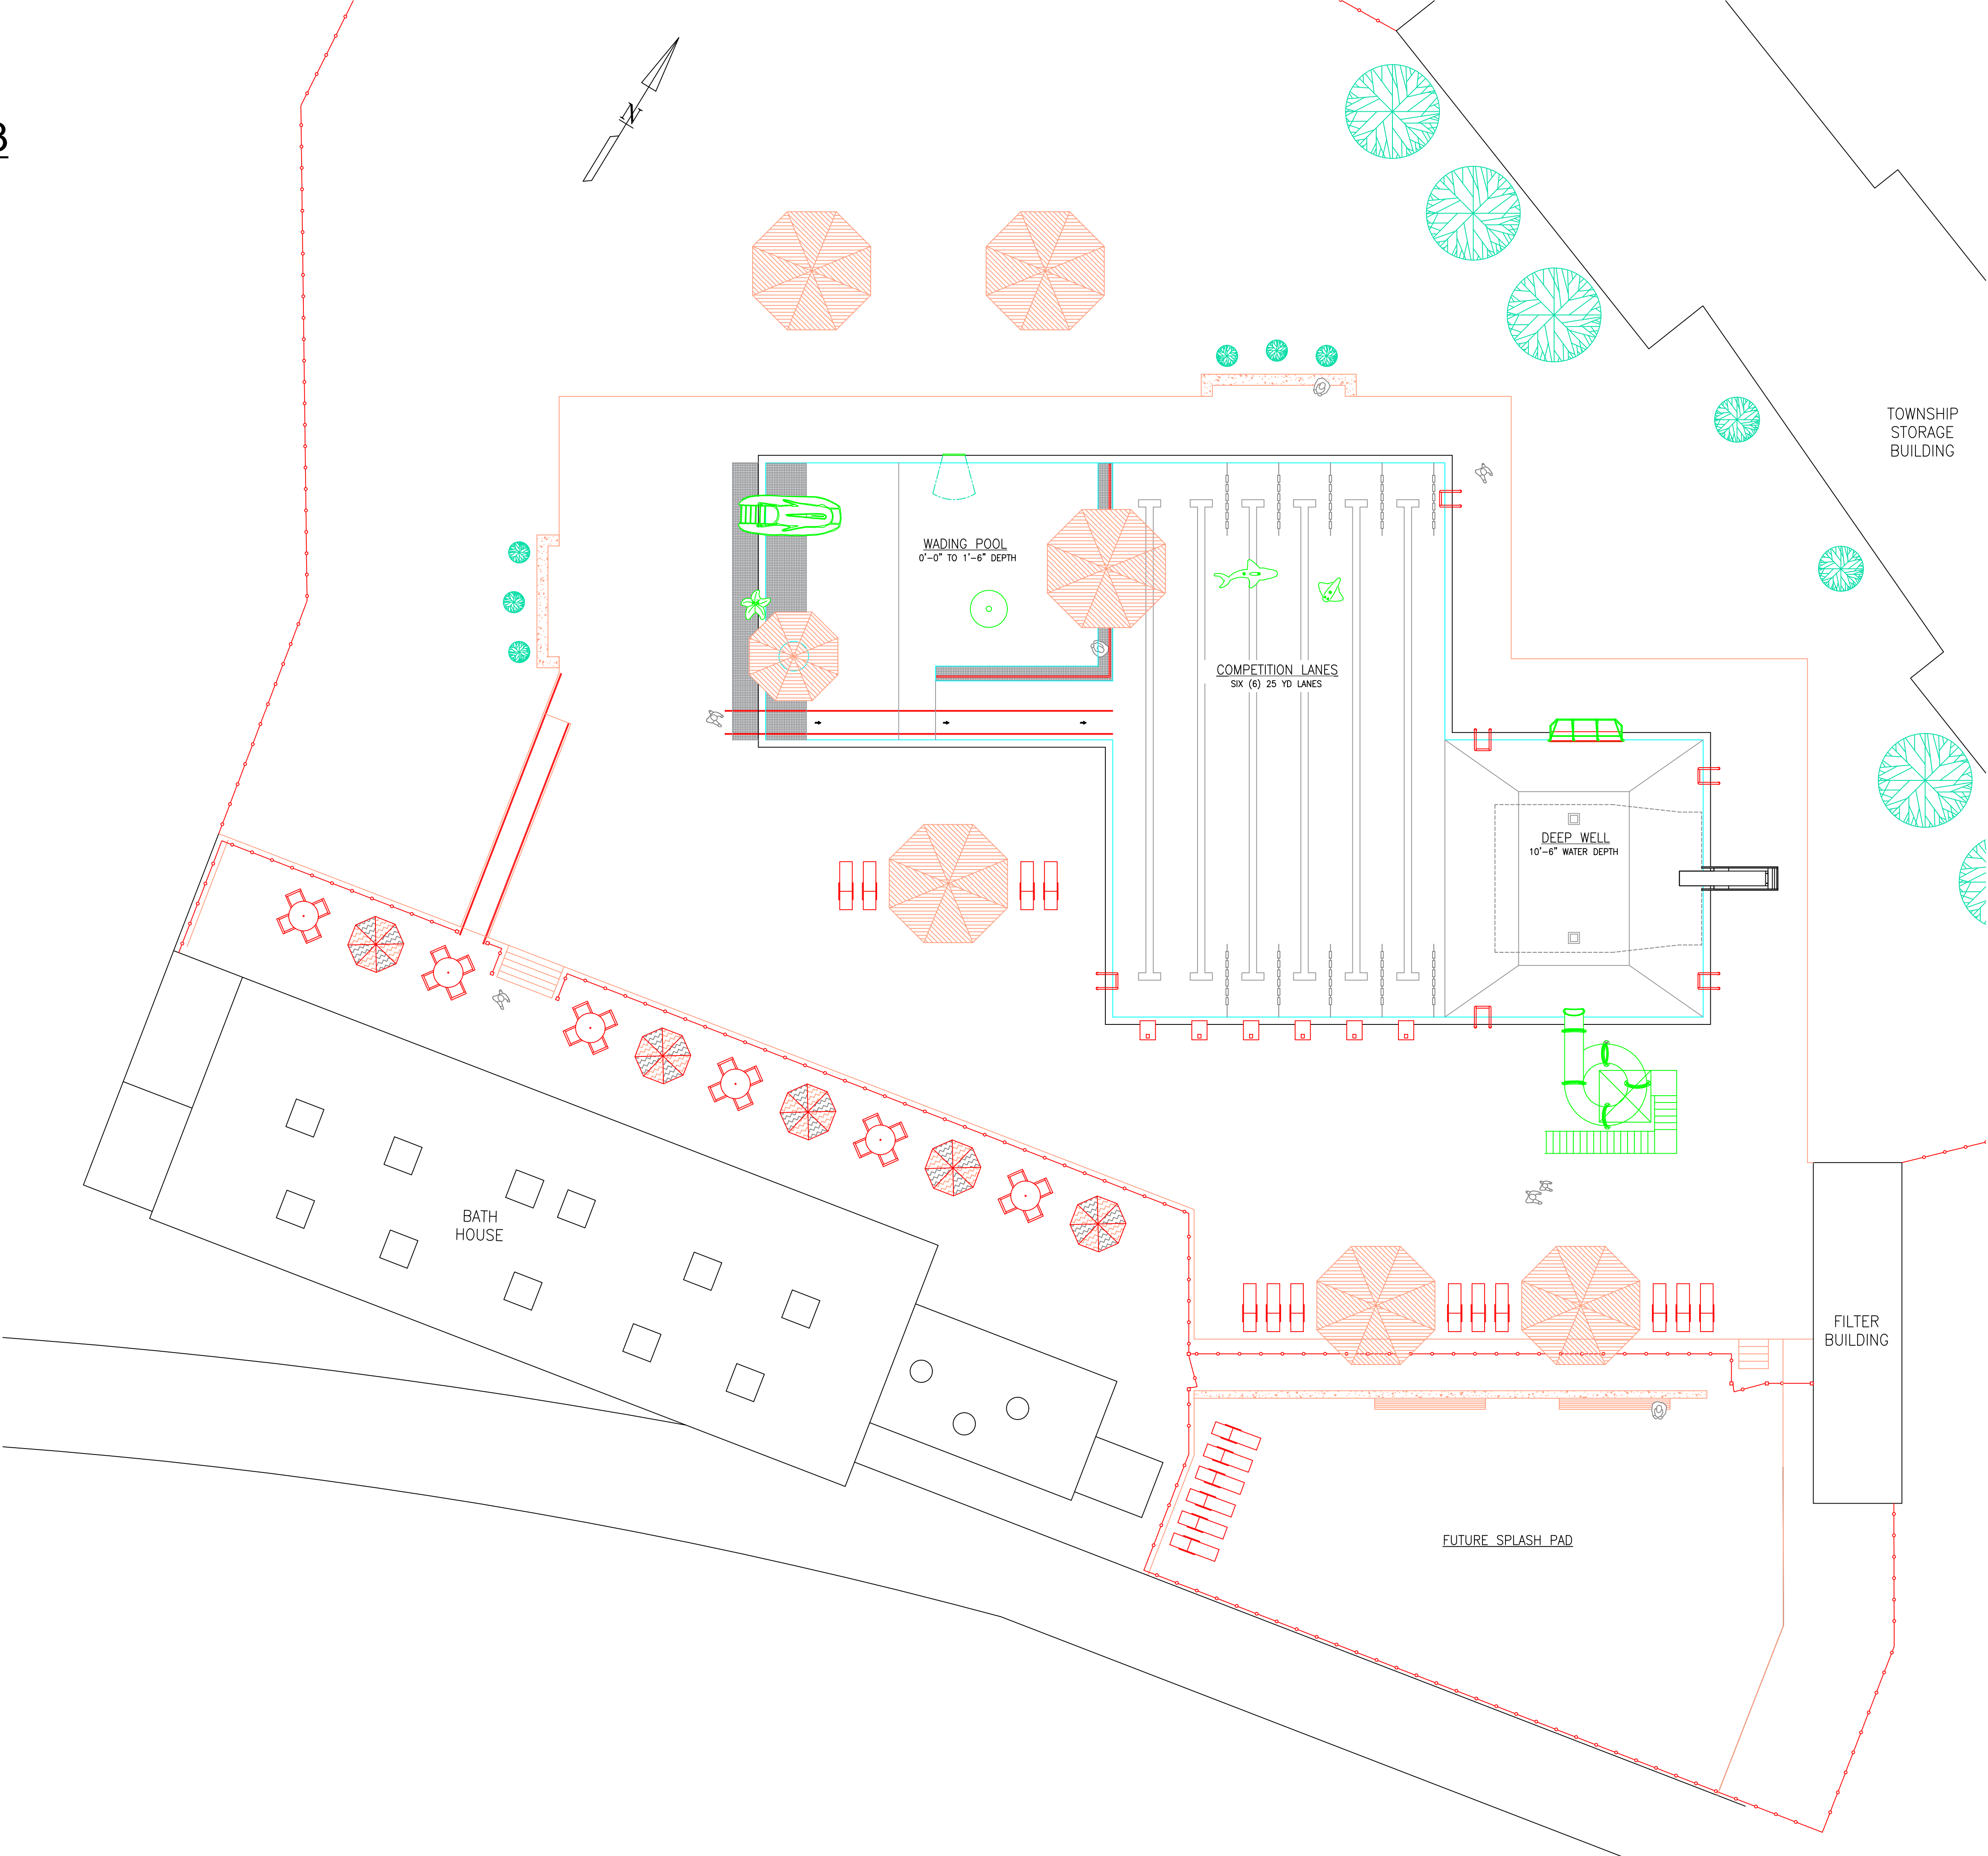 B
N
TOWNSHIP
STORAGE
BUILDING
WADING POOL
0'-0" TO 1'-6" DEPTH
COMPETITION LANES
SIX (6) 25 YD LANES
DEEP WELL
10'-6" WATER DEPTH
BATH
HOUSE
FILTER
BUILDING
FUTURE SPLASH PAD